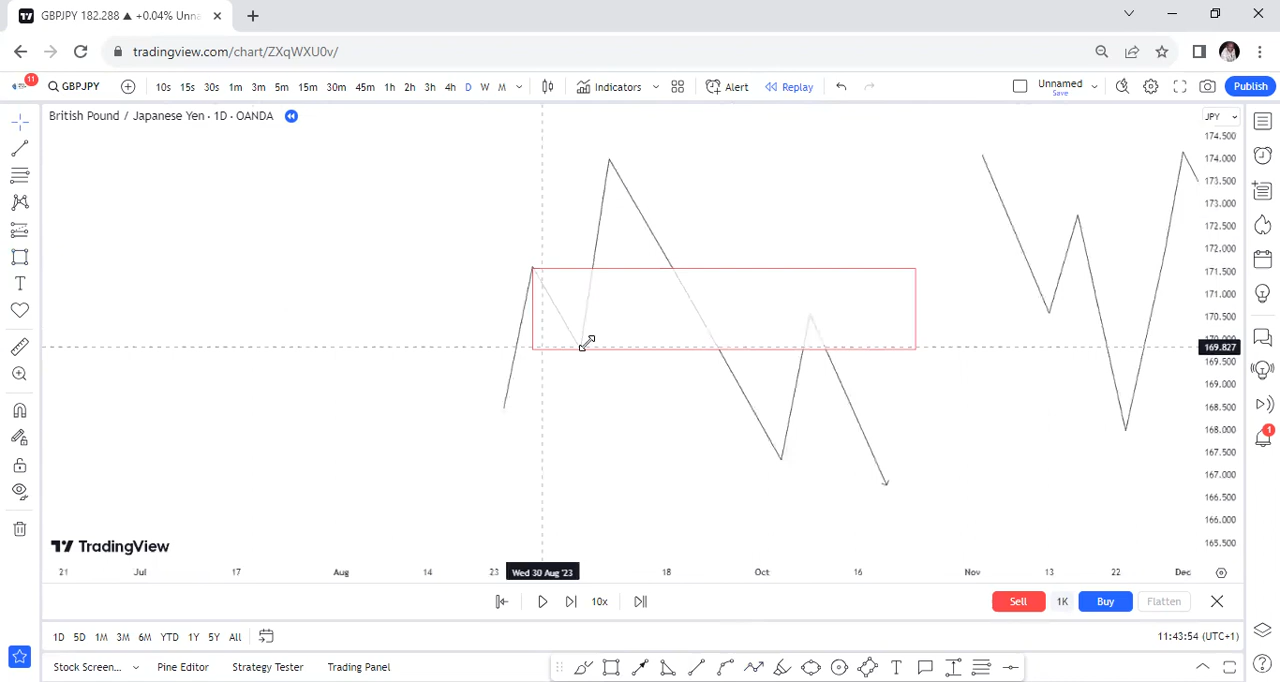 GBPJPY 182.288 ▲ +0.04% Unna
tradingview.com/chart/ZXqWXU0v/
11
GBPJPY
10s 15s 30s 1m 3m 5m 15m 30m 45m 1h 2h 3h 4h D W M
Indicators
Alert
Replay
Unnamed
Save
Publish
British Pound / Japanese Yen · 1D · OANDA
JPY
174.500
174.000
173.500
173.000
172.500
172.000
171.500
171.000
170.500
170.000
169.827
169.500
169.000
168.500
168.000
167.500
167.000
166.500
166.000
165.500
1
TradingView
21 Jul 17 Aug 14 23 Wed 30 Aug '23 18 Oct 16 Nov 13 22 Dec
10x
Sell 1K Buy Flatten
1D 5D 1M 3M 6M YTD 1Y 5Y All
11:43:54 (UTC+1)
Stock Screen... Pine Editor Strategy Tester Trading Panel